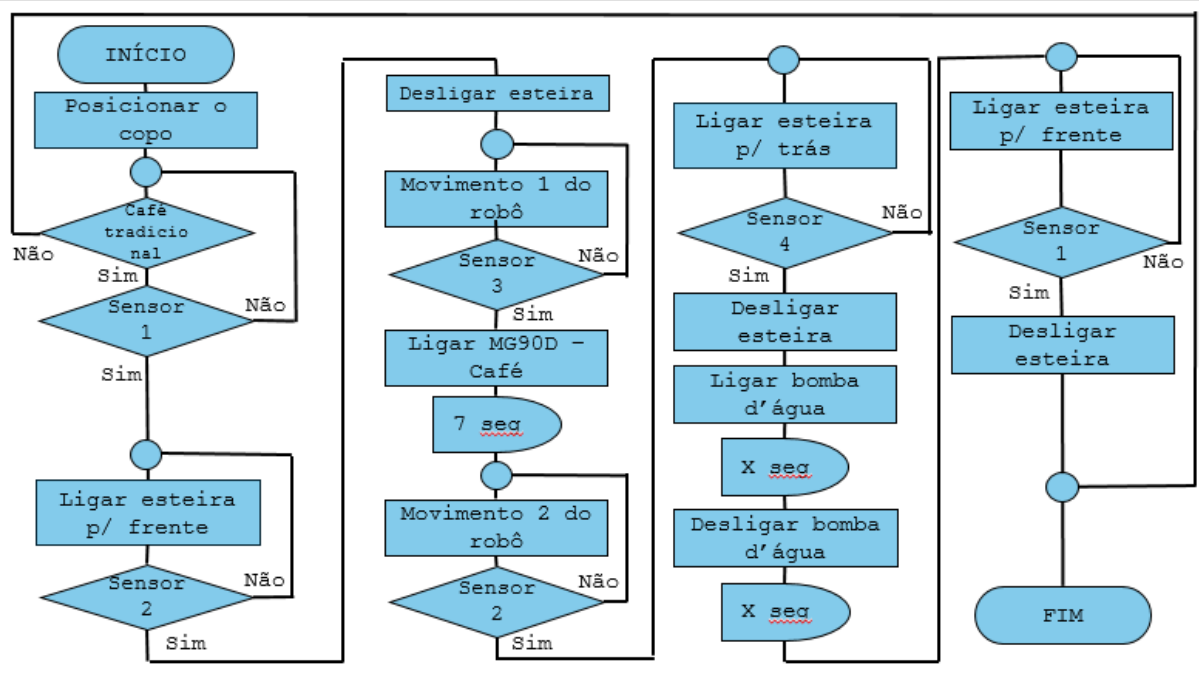 INÍCIO
Posicionar o
copo
Café
tradicio
nal
Não
Sim
Sensor
1
Não
Sim
Ligar esteira
p/ frente
Sensor
2
Não
Sim
Desligar esteira
Movimento 1 do
robô
Sensor
3
Não
Sim
Ligar MG90D –
Café
7 seg
Movimento 2 do
robô
Sensor
2
Não
Sim
Ligar esteira
p/ trás
Sensor
4
Não
Sim
Desligar
esteira
Ligar bomba
d’água
X seg
Desligar bomba
d’água
X seg
Ligar esteira
p/ frente
Sensor
1
Não
Sim
Desligar
esteira
FIM